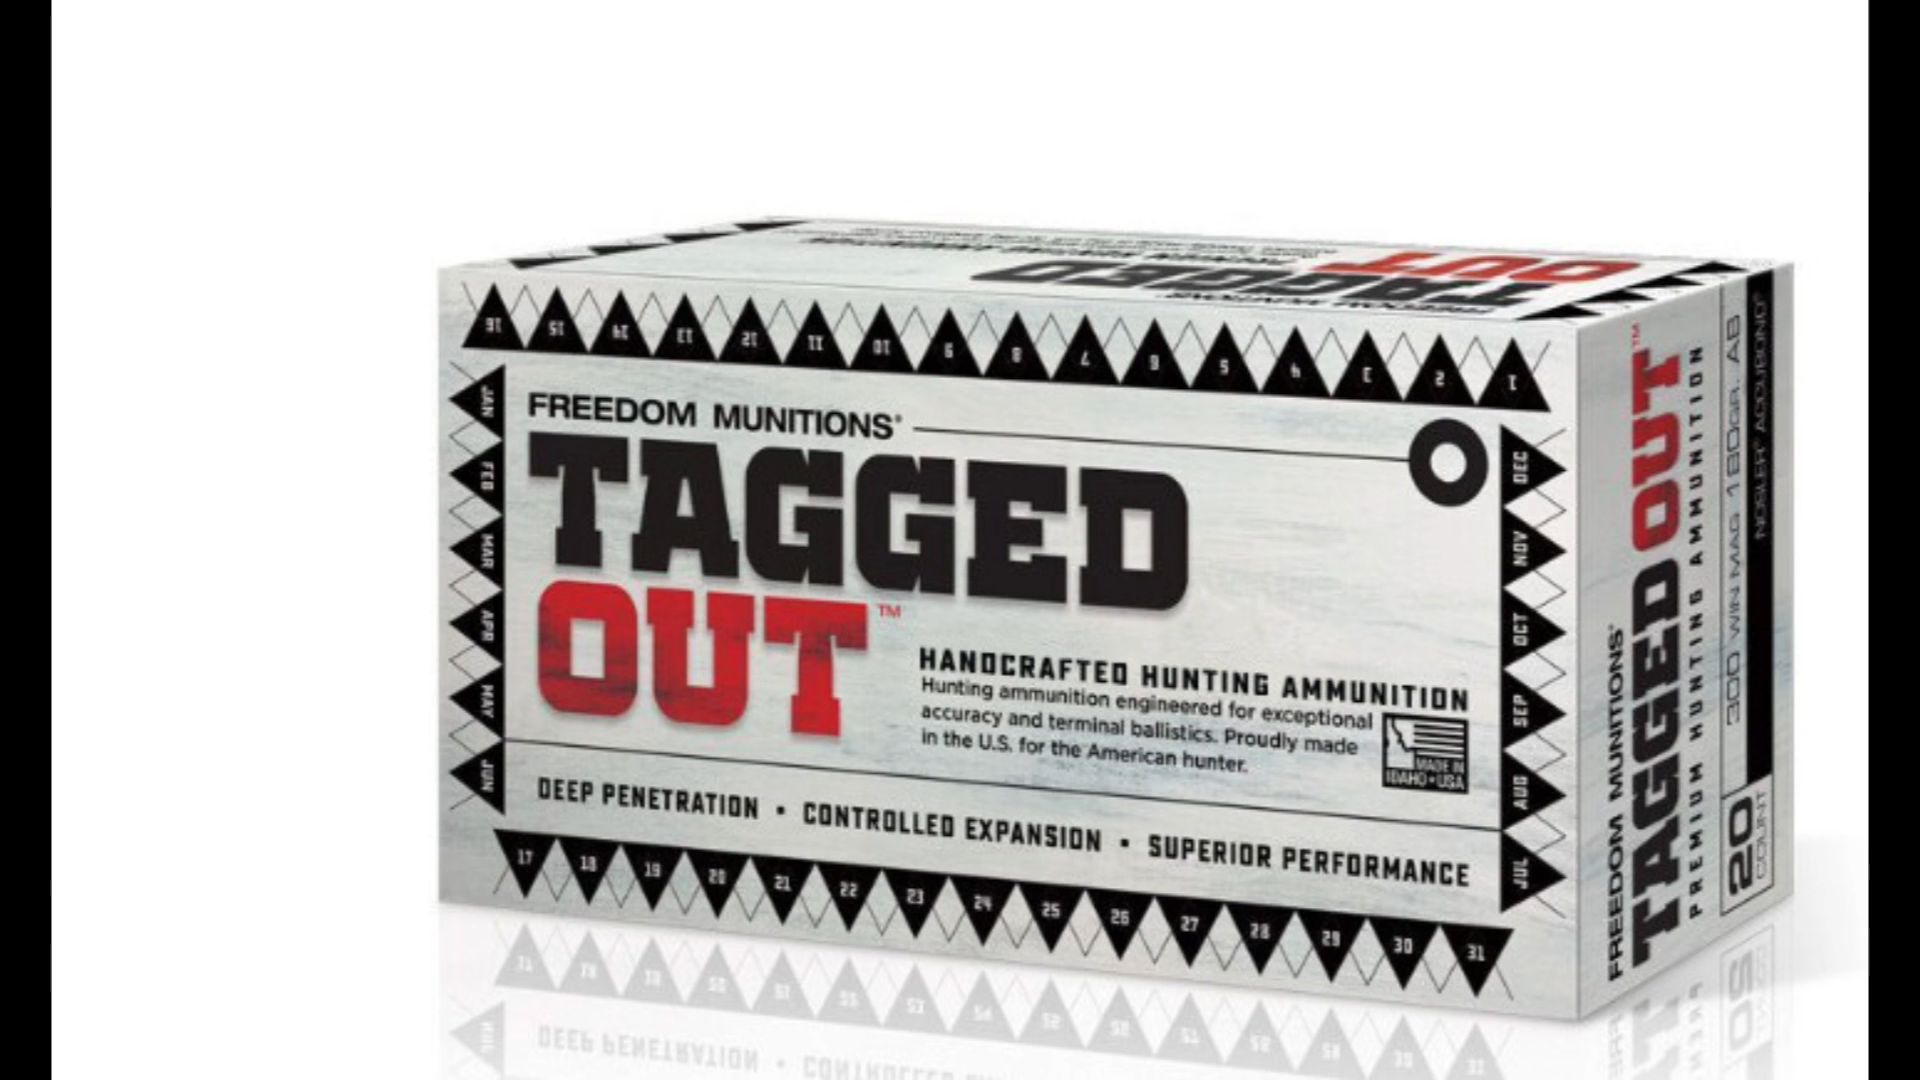 16 15 14 13 12 11 10 9 8 7 6 5 4 3 2 1
JAN
FEB
MAR
APR
MAY
JUN
FREEDOM MUNITIONS®
TAGGED
OUT™
HANDCRAFTED HUNTING AMMUNITION
Hunting ammunition engineered for exceptional
accuracy and terminal ballistics. Proudly made
in the U.S. for the American hunter.
MADE IN
IDAHO • USA
DEEP PENETRATION • CONTROLLED EXPANSION • SUPERIOR PERFORMANCE
DEC
NOV
OCT
SEP
AUG
JUL
17 18 19 20 21 22 23 24 25 26 27 28 29 30 31
TAGGED
OUT
FREEDOM MUNITIONS®
TAGGED OUT™
PREMIUM HUNTING AMMUNITION
300 WIN MAG 180GR. AB
NOSLER® ACCUBOND®
20
COUNT